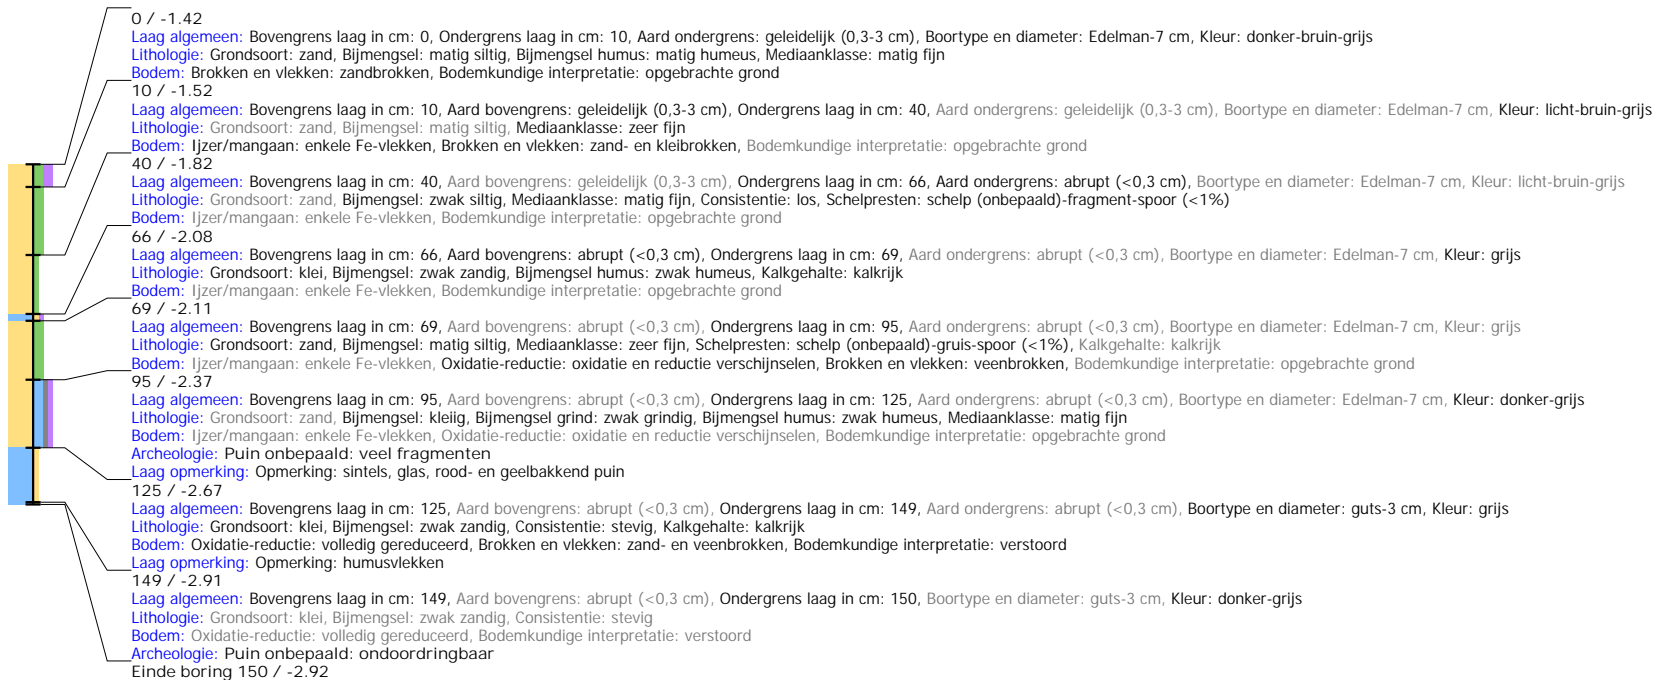 0 / -1.42
Laag algemeen: Bovengrens laag in cm: 0, Ondergrens laag in cm: 10, Aard ondergrens: geleidelijk (0,3-3 cm), Boortype en diameter: Edelman-7 cm, Kleur: donker-bruin-grijs
Lithologie: Grondsoort: zand, Bijmengsel: matig siltig, Bijmengsel humus: matig humeus, Mediaanklasse: matig fijn
Bodem: Brokken en vlekken: zandbrokken, Bodemkundige interpretatie: opgebrachte grond
10 / -1.52
Laag algemeen: Bovengrens laag in cm: 10, Aard bovengrens: geleidelijk (0,3-3 cm), Ondergrens laag in cm: 40, Aard ondergrens: geleidelijk (0,3-3 cm), Boortype en diameter: Edelman-7 cm, Kleur: licht-bruin-grijs
Lithologie: Grondsoort: zand, Bijmengsel: matig siltig, Mediaanklasse: zeer fijn
Bodem: Ijzer/mangaan: enkele Fe-vlekken, Brokken en vlekken: zand- en kleibrokken, Bodemkundige interpretatie: opgebrachte grond
40 / -1.82
Laag algemeen: Bovengrens laag in cm: 40, Aard bovengrens: geleidelijk (0,3-3 cm), Ondergrens laag in cm: 66, Aard ondergrens: abrupt (<0,3 cm), Boortype en diameter: Edelman-7 cm, Kleur: licht-bruin-grijs
Lithologie: Grondsoort: zand, Bijmengsel: zwak siltig, Mediaanklasse: matig fijn, Consistentie: los, Schelpresten: schelp (onbepaald)-fragment-spoor (<1%)
Bodem: Ijzer/mangaan: enkele Fe-vlekken, Bodemkundige interpretatie: opgebrachte grond
66 / -2.08
Laag algemeen: Bovengrens laag in cm: 66, Aard bovengrens: abrupt (<0,3 cm), Ondergrens laag in cm: 69, Aard ondergrens: abrupt (<0,3 cm), Boortype en diameter: Edelman-7 cm, Kleur: grijs
Lithologie: Grondsoort: klei, Bijmengsel: zwak zandig, Bijmengsel humus: zwak humeus, Kalkgehalte: kalkrijk
Bodem: Ijzer/mangaan: enkele Fe-vlekken, Bodemkundige interpretatie: opgebrachte grond
69 / -2.11
Laag algemeen: Bovengrens laag in cm: 69, Aard bovengrens: abrupt (<0,3 cm), Ondergrens laag in cm: 95, Aard ondergrens: abrupt (<0,3 cm), Boortype en diameter: Edelman-7 cm, Kleur: grijs
Lithologie: Grondsoort: zand, Bijmengsel: matig siltig, Mediaanklasse: zeer fijn, Schelpresten: schelp (onbepaald)-gruis-spoor (<1%), Kalkgehalte: kalkrijk
Bodem: Ijzer/mangaan: enkele Fe-vlekken, Oxidatie-reductie: oxidatie en reductie verschijnselen, Brokken en vlekken: veenbrokken, Bodemkundige interpretatie: opgebrachte grond
95 / -2.37
Laag algemeen: Bovengrens laag in cm: 95, Aard bovengrens: abrupt (<0,3 cm), Ondergrens laag in cm: 125, Aard ondergrens: abrupt (<0,3 cm), Boortype en diameter: Edelman-7 cm, Kleur: donker-grijs
Lithologie: Grondsoort: zand, Bijmengsel: kleiig, Bijmengsel grind: zwak grindig, Bijmengsel humus: zwak humeus, Mediaanklasse: matig fijn
Bodem: Ijzer/mangaan: enkele Fe-vlekken, Oxidatie-reductie: oxidatie en reductie verschijnselen, Bodemkundige interpretatie: opgebrachte grond
Archeologie: Puin onbepaald: veel fragmenten
Laag opmerking: Opmerking: sintels, glas, rood- en geelbakkend puin
125 / -2.67
Laag algemeen: Bovengrens laag in cm: 125, Aard bovengrens: abrupt (<0,3 cm), Ondergrens laag in cm: 149, Aard ondergrens: abrupt (<0,3 cm), Boortype en diameter: guts-3 cm, Kleur: grijs
Lithologie: Grondsoort: klei, Bijmengsel: zwak zandig, Consistentie: stevig, Kalkgehalte: kalkrijk
Bodem: Oxidatie-reductie: volledig gereduceerd, Brokken en vlekken: zand- en veenbrokken, Bodemkundige interpretatie: verstoord
Laag opmerking: Opmerking: humusvlekken
149 / -2.91
Laag algemeen: Bovengrens laag in cm: 149, Aard bovengrens: abrupt (<0,3 cm), Ondergrens laag in cm: 150, Boortype en diameter: guts-3 cm, Kleur: donker-grijs
Lithologie: Grondsoort: klei, Bijmengsel: zwak zandig, Consistentie: stevig
Bodem: Oxidatie-reductie: volledig gereduceerd, Bodemkundige interpretatie: verstoord
Archeologie: Puin onbepaald: ondoordringbaar
Einde boring 150 / -2.92